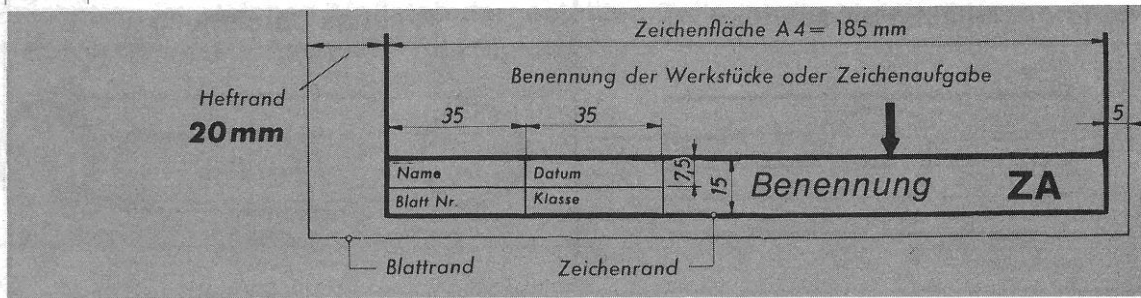 Zeichenfläche A 4 = 185 mm
Benennung der Werkstücke oder Zeichenaufgabe
Heftrand
20 mm
35 35 5
Name Datum 7,5 15 Benennung ZA
Blatt Nr. Klasse
Blattrand Zeichenrand